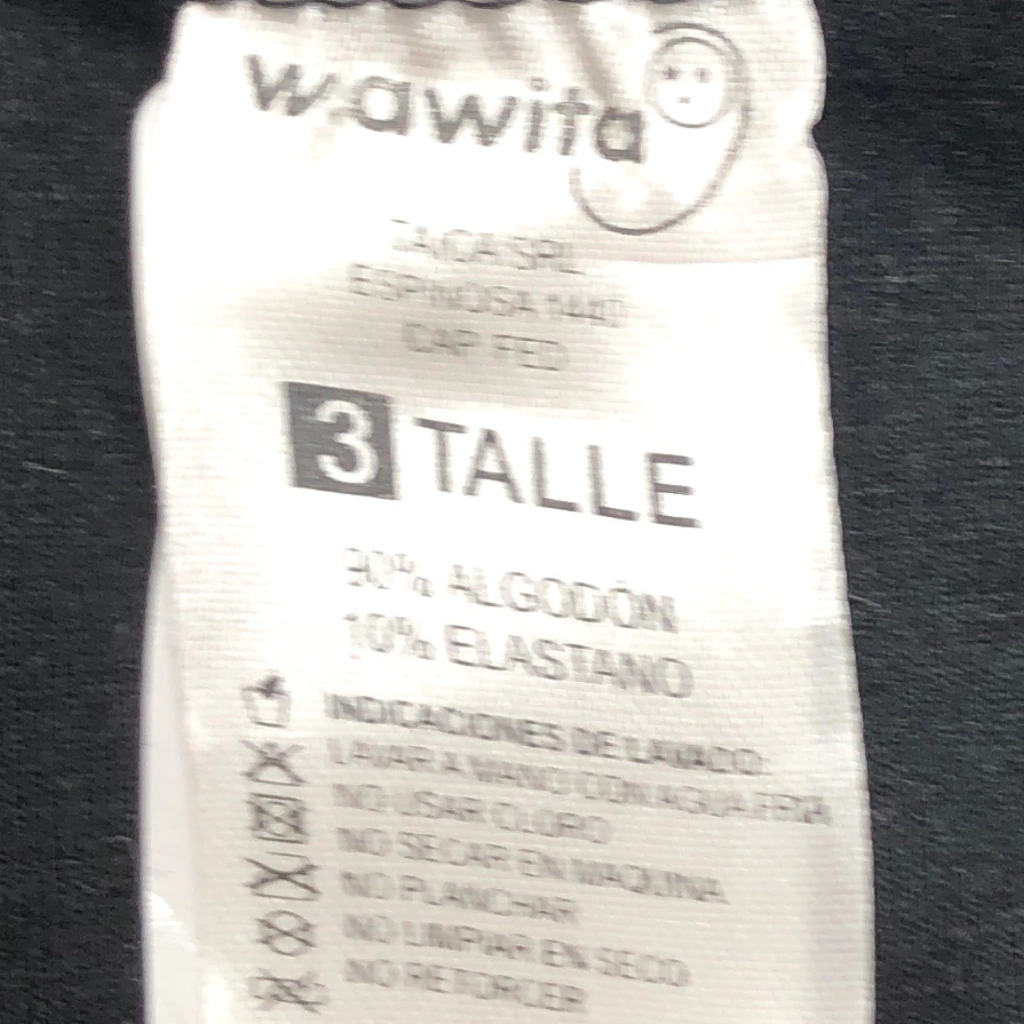 wawita
TAICA SRL
ESPINOSA 1440
CAP FED
3 TALLE
90% ALGODÓN
10% ELASTANO
INDICACIONES DE LAVADO:
LAVAR A MANO CON AGUA FRIA
NO USAR CLORO
NO SECAR EN MAQUINA
NO PLANCHAR
NO LIMPIAR EN SECO
NO RETORCER